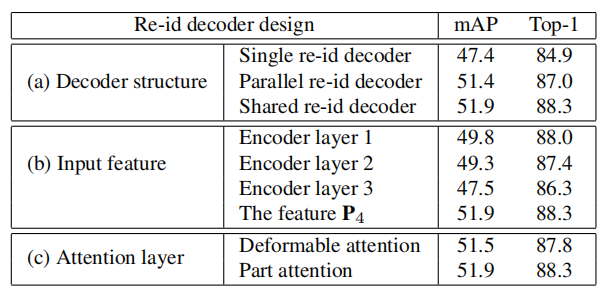 Re-id decoder design mAP Top-1
Single re-id decoder 47.4 84.9
(a) Decoder structure Parallel re-id decoder 51.4 87.0
Shared re-id decoder 51.9 88.3
Encoder layer 1 49.8 88.0
(b) Input feature Encoder layer 2 49.3 87.4
Encoder layer 3 47.5 86.3
The feature P₄ 51.9 88.3
(c) Attention layer Deformable attention 51.5 87.8
Part attention 51.9 88.3